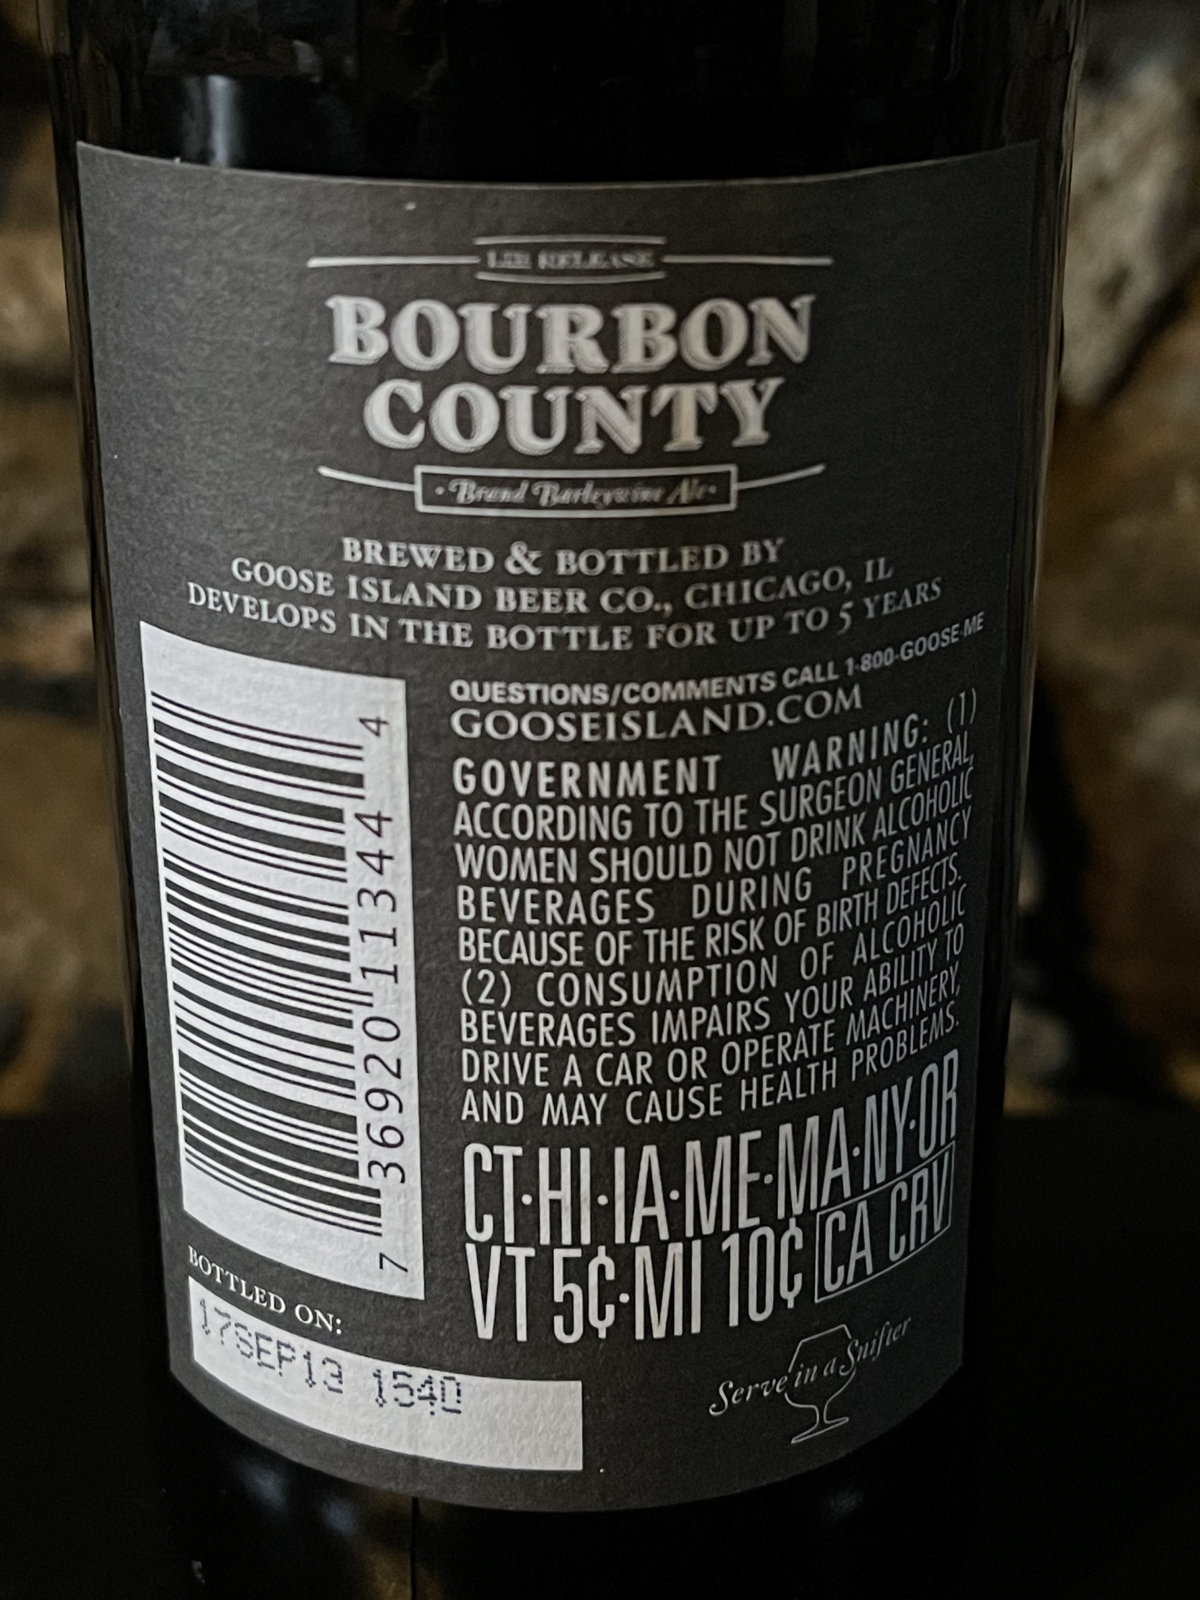 LTD RELEASE
BOURBON
COUNTY
· Brand Barleywine Ale ·
BREWED & BOTTLED BY
GOOSE ISLAND BEER CO., CHICAGO, IL
DEVELOPS IN THE BOTTLE FOR UP TO 5 YEARS
QUESTIONS/COMMENTS CALL 1-800-GOOSE-ME
GOOSEISLAND.COM
GOVERNMENT WARNING: (1)
ACCORDING TO THE SURGEON GENERAL,
WOMEN SHOULD NOT DRINK ALCOHOLIC
BEVERAGES DURING PREGNANCY
BECAUSE OF THE RISK OF BIRTH DEFECTS.
(2) CONSUMPTION OF ALCOHOLIC
BEVERAGES IMPAIRS YOUR ABILITY TO
DRIVE A CAR OR OPERATE MACHINERY,
AND MAY CAUSE HEALTH PROBLEMS.
CT·HI·IA·ME·MA·NY·OR
VT 5¢·MI 10¢ CA CRV
7 36920 11344 4
BOTTLED ON:
17SEP13 1540
Serve in a Snifter